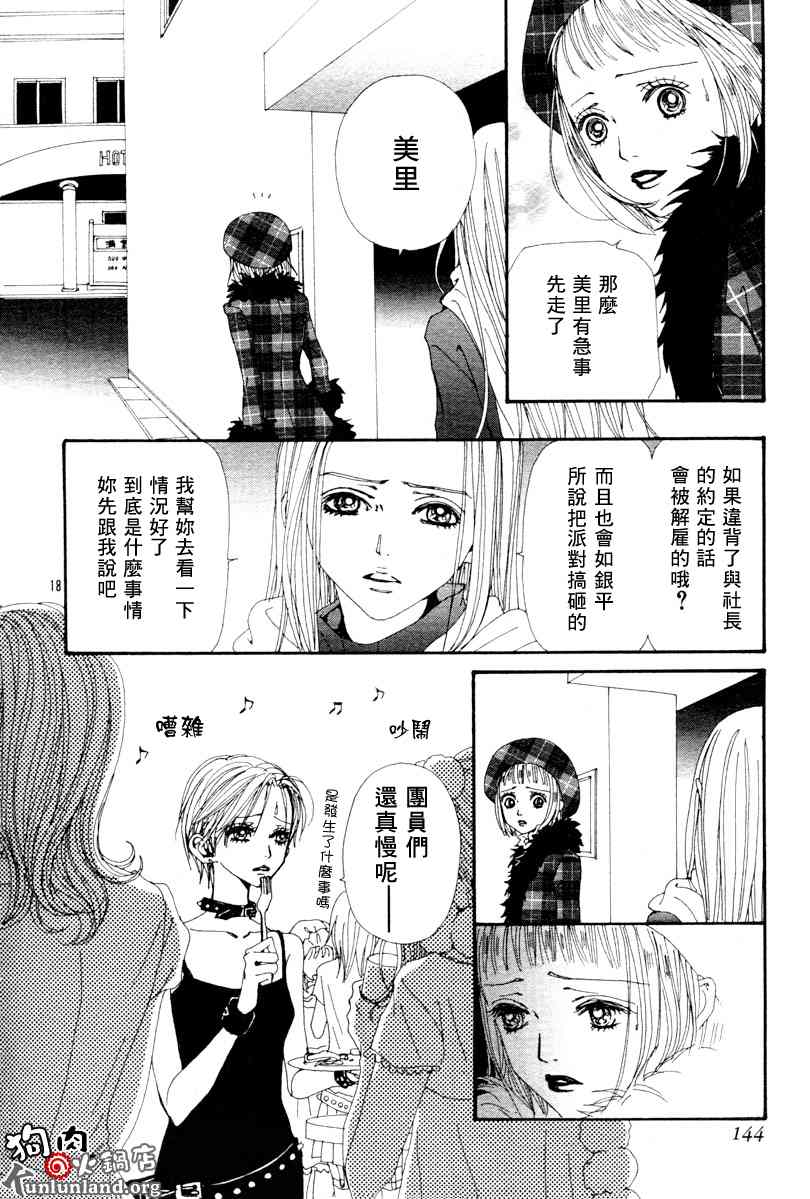 那麼
美里有急事
先走了
美里
HOT
如果違背了與社長
的約定的話
會被解雇的哦？
而且也會如銀平
所說把派對搞砸的
我幫妳去看一下
情況好了
到底是什麼事情
妳先跟我說吧
18
吵鬧
嘈雜
團員們
還真慢呢──
是發生了什麼事嗎
144
狗肉
火鍋店
Kunlunland.org